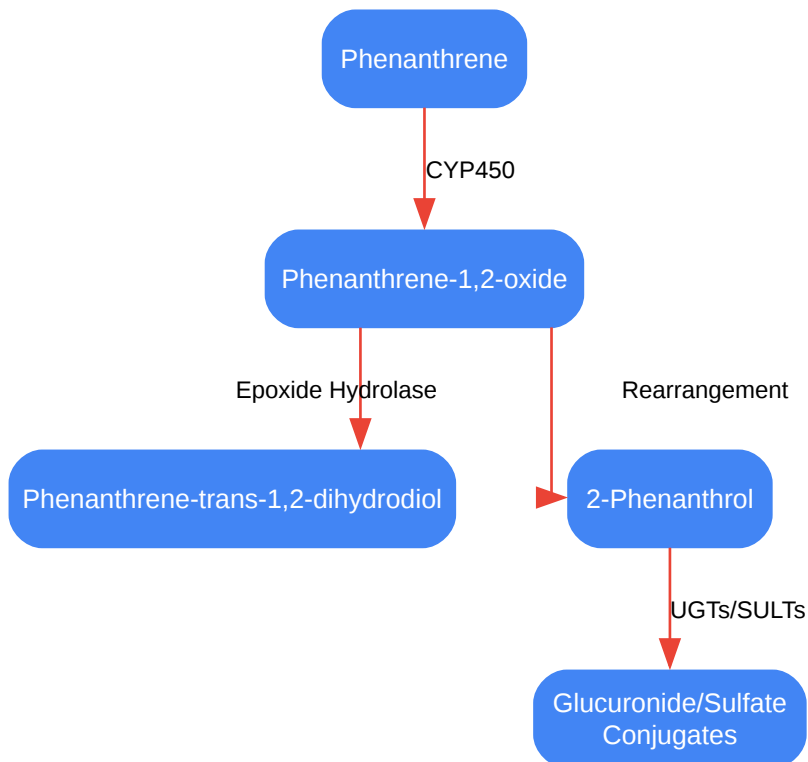 Phenanthrene
CYP450
Phenanthrene-1,2-oxide
Epoxide Hydrolase
Rearrangement
Phenanthrene-trans-1,2-dihydrodiol
2-Phenanthrol
UGTs/SULTs
Glucuronide/Sulfate
Conjugates